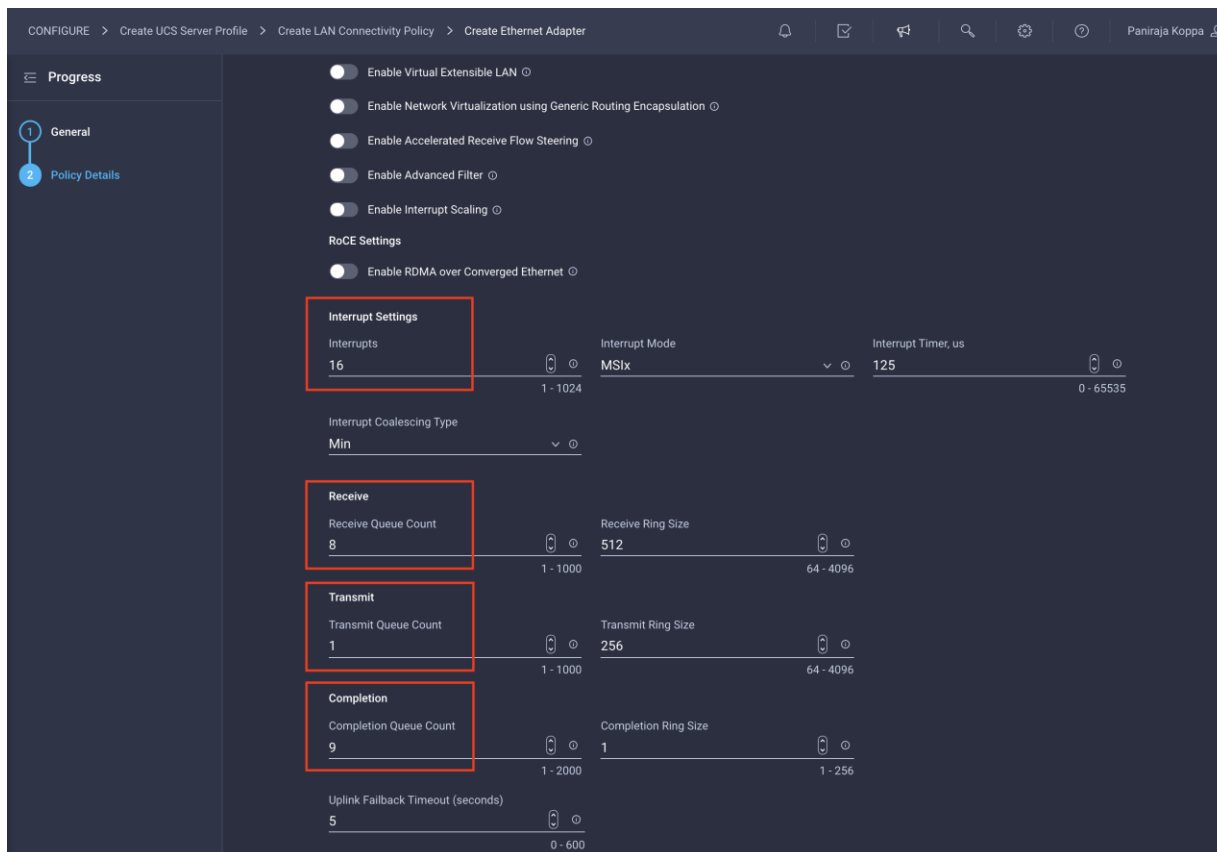 CONFIGURE > Create UCS Server Profile > Create LAN Connectivity Policy > Create Ethernet Adapter Paniraja Koppa
Progress
1 General
2 Policy Details
Enable Virtual Extensible LAN
Enable Network Virtualization using Generic Routing Encapsulation
Enable Accelerated Receive Flow Steering
Enable Advanced Filter
Enable Interrupt Scaling
RoCE Settings
Enable RDMA over Converged Ethernet
Interrupt Settings
Interrupts Interrupt Mode Interrupt Timer, us
16 MSIx 125
1 - 1024 0 - 65535
Interrupt Coalescing Type
Min
Receive
Receive Queue Count Receive Ring Size
8 512
1 - 1000 64 - 4096
Transmit
Transmit Queue Count Transmit Ring Size
1 256
1 - 1000 64 - 4096
Completion
Completion Queue Count Completion Ring Size
9 1
1 - 2000 1 - 256
Uplink Failback Timeout (seconds)
5
0 - 600